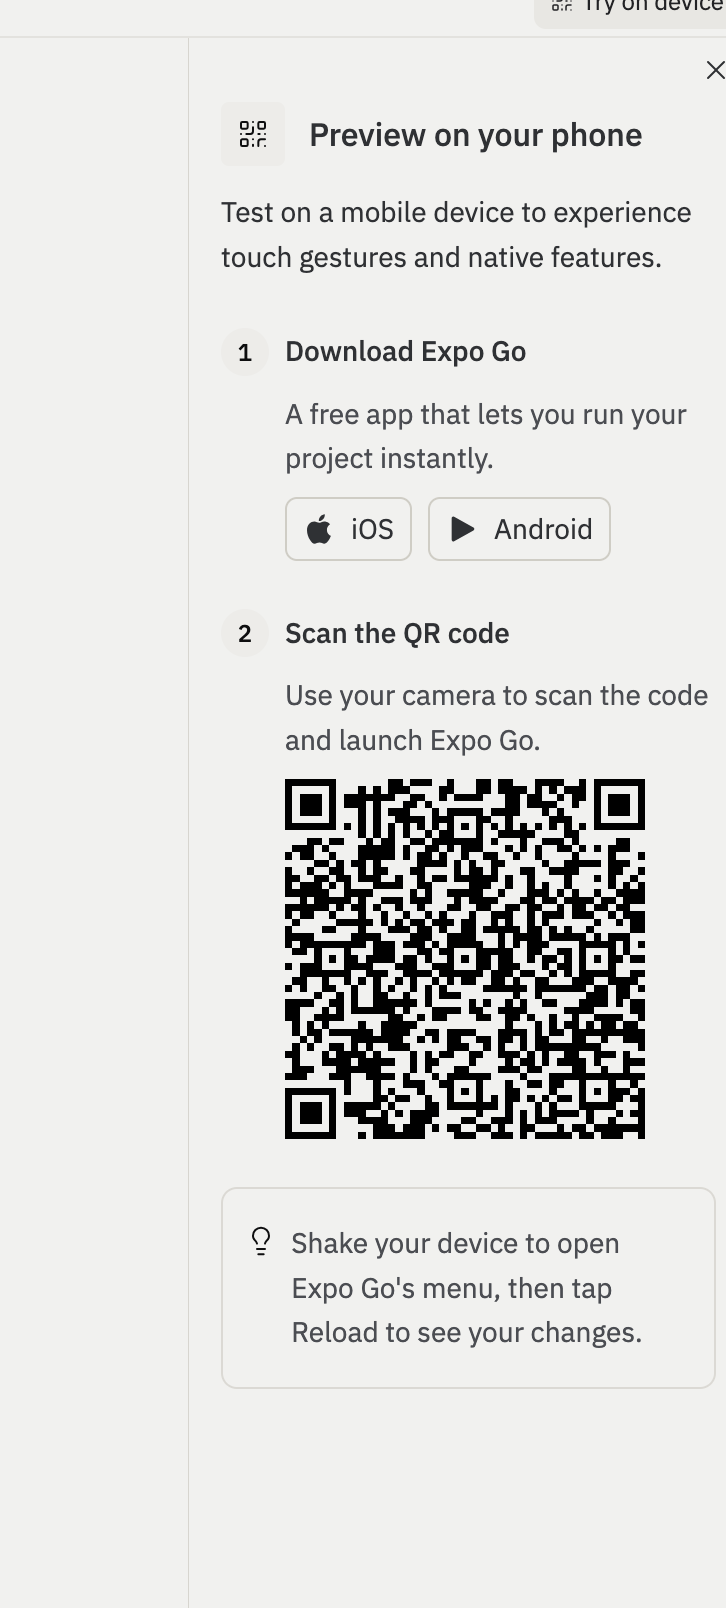 Try on device
Preview on your phone
Test on a mobile device to experience
touch gestures and native features.
1 Download Expo Go
A free app that lets you run your
project instantly.
iOS Android
2 Scan the QR code
Use your camera to scan the code
and launch Expo Go.
Shake your device to open
Expo Go's menu, then tap
Reload to see your changes.